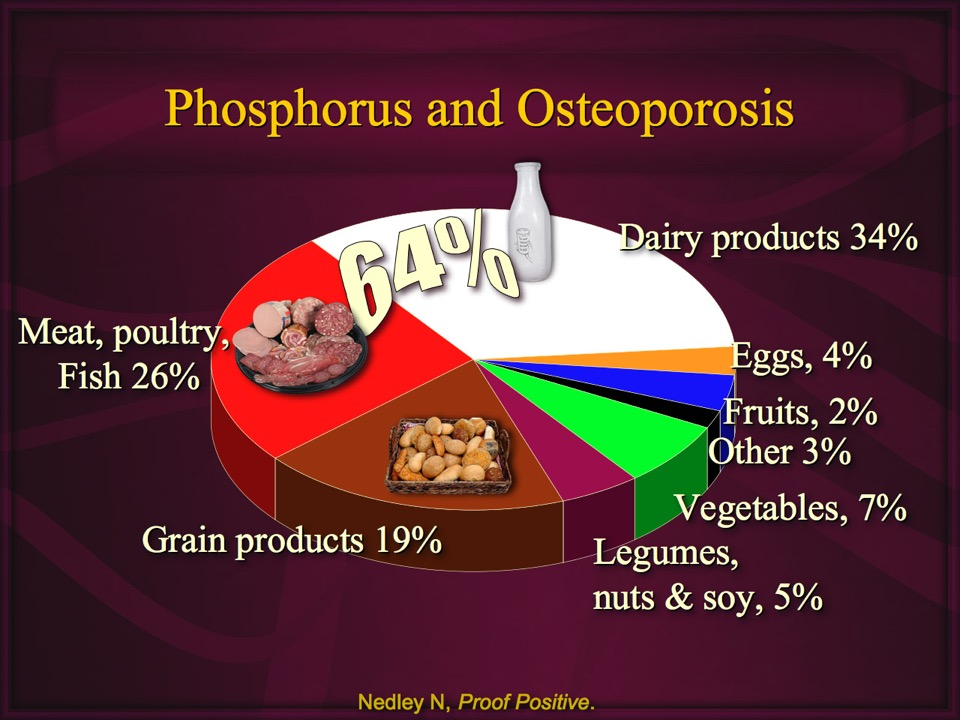 Phosphorus and Osteoporosis
64%
Dairy products 34%
Meat, poultry,
Fish 26%
Eggs, 4%
Fruits, 2%
Other 3%
Vegetables, 7%
Grain products 19%
Legumes,
nuts & soy, 5%
Nedley N, Proof Positive.